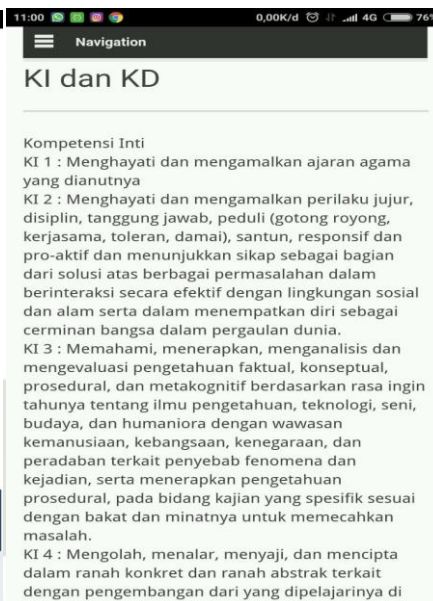 11:00 0,00K/d 4G 76%
Navigation
KI dan KD
Kompetensi Inti
KI 1 : Menghayati dan mengamalkan ajaran agama
yang dianutnya
KI 2 : Menghayati dan mengamalkan perilaku jujur,
disiplin, tanggung jawab, peduli (gotong royong,
kerjasama, toleran, damai), santun, responsif dan
pro-aktif dan menunjukkan sikap sebagai bagian
dari solusi atas berbagai permasalahan dalam
berinteraksi secara efektif dengan lingkungan sosial
dan alam serta dalam menempatkan diri sebagai
cerminan bangsa dalam pergaulan dunia.
KI 3 : Memahami, menerapkan, menganalisis dan
mengevaluasi pengetahuan faktual, konseptual,
prosedural, dan metakognitif berdasarkan rasa ingin
tahunya tentang ilmu pengetahuan, teknologi, seni,
budaya, dan humaniora dengan wawasan
kemanusiaan, kebangsaan, kenegaraan, dan
peradaban terkait penyebab fenomena dan
kejadian, serta menerapkan pengetahuan
prosedural, pada bidang kajian yang spesifik sesuai
dengan bakat dan minatnya untuk memecahkan
masalah.
KI 4 : Mengolah, menalar, menyaji, dan mencipta
dalam ranah konkret dan ranah abstrak terkait
dengan pengembangan dari yang dipelajarinya di